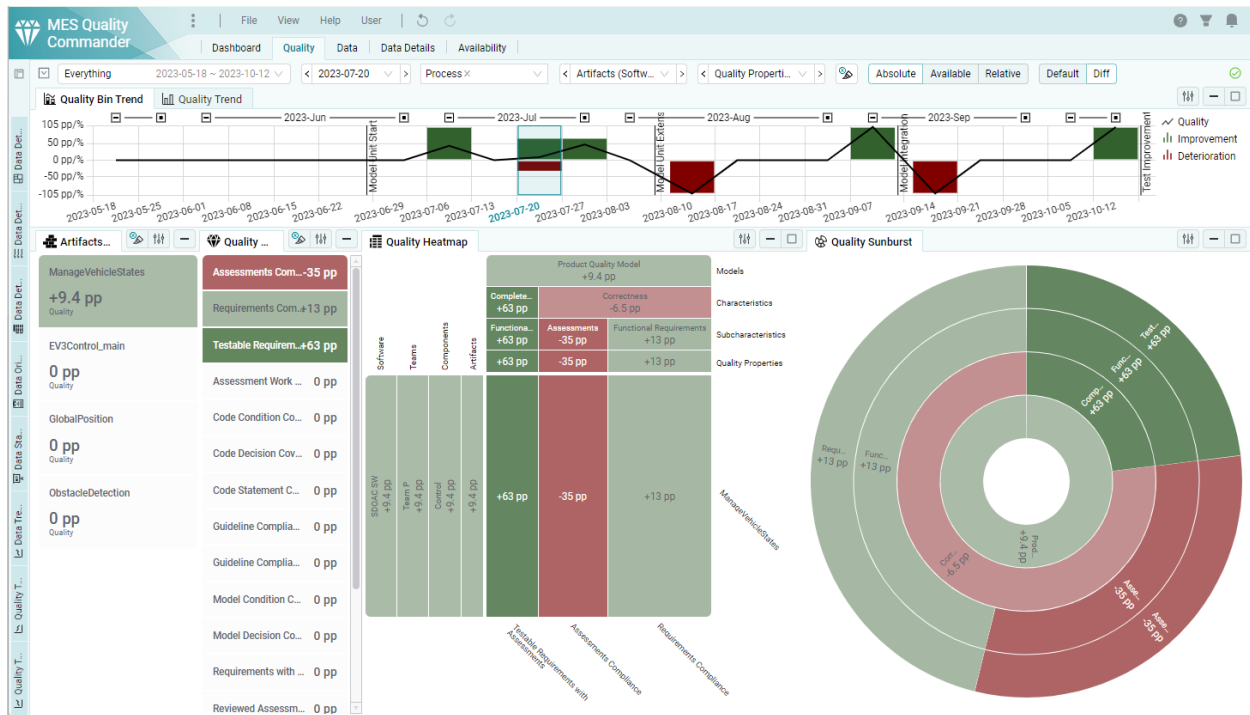 MES Quality
Commander
File View Help User
Dashboard Quality Data Data Details Availability
Everything 2023-05-18 ~ 2023-10-12
< 2023-07-20 >
Process ×
< Artifacts (Softw... >
< Quality Properti... >
Absolute Available Relative
Default Diff
Quality Bin Trend Quality Trend
2023-Jun 2023-Jul 2023-Aug 2023-Sep
105 pp/%
50 pp/%
0 pp/%
-50 pp/%
-105 pp/%
Model Unit Start
Model Unit Extens
Model Integration
Test Improvement
Quality
Improvement
Deterioration
2023-05-18 2023-05-25 2023-06-01 2023-06-08 2023-06-15 2023-06-22 2023-06-29 2023-07-06 2023-07-13 2023-07-20 2023-07-27 2023-08-03 2023-08-10 2023-08-17 2023-08-24 2023-08-31 2023-09-07 2023-09-14 2023-09-21 2023-09-28 2023-10-05 2023-10-12
Data Det...
Data Det...
Data Det...
Data Ori...
Data Sta...
Data Tre...
Quality T...
Quality T...
Artifacts...
ManageVehicleStates
+9.4 pp
Quality
EV3Control_main
0 pp
Quality
GlobalPosition
0 pp
Quality
ObstacleDetection
0 pp
Quality
Quality ...
Assessments Com...-35 pp
Requirements Com..+13 pp
Testable Requirem..+63 pp
Assessment Work ... 0 pp
Code Condition Co... 0 pp
Code Decision Cov... 0 pp
Code Statement C... 0 pp
Guideline Complia... 0 pp
Guideline Complia... 0 pp
Model Condition C... 0 pp
Model Decision Co... 0 pp
Requirements with ... 0 pp
Reviewed Assessm... 0 pp
Quality Heatmap
Product Quality Model
+9.4 pp
Models
Complete...
+63 pp
Correctness
-6.5 pp
Characteristics
Functiona...
+63 pp
Assessments
-35 pp
Functional Requirements
+13 pp
Subcharacteristics
+63 pp -35 pp +13 pp
Quality Properties
Software
Teams
Components
Artifacts
SDOAC SW
+9.4 pp
Team P
+9.4 pp
Control
+9.4 pp
+9.4 pp
+63 pp -35 pp +13 pp
ManageVehicleStates
Testable Requirements with
Assessments
Assessments Compliance
Requirements Compliance
Quality Sunburst
Test...
+63 pp
Func...
+63 pp
Comp...
+63 pp
Requ...
+13 pp
Func...
+13 pp
Corr...
-6.5 pp
Prod...
+9.4 pp
Asse...
-35 pp
Asse...
-35 pp